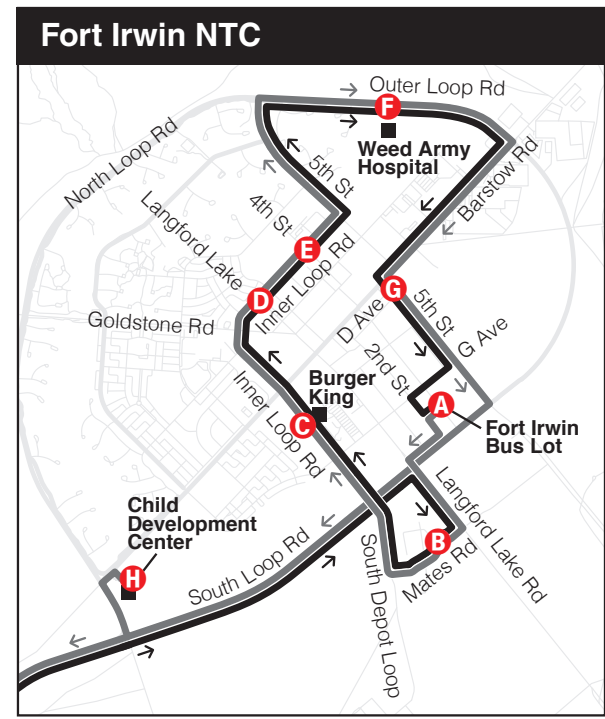 Fort Irwin NTC
Outer Loop Rd
F
Weed Army
Hospital
North Loop Rd
5th St
Barstow Rd
4th St
E
Langford Lake
D
Inner Loop Rd
G
Goldstone Rd
D Ave
5th St
G Ave
2nd St
Burger
King
A
Fort Irwin
Bus Lot
C
Inner Loop Rd
Langford Lake Rd
Child
Development
Center
B
Mates Rd
South Loop Rd
South Depot Loop
H